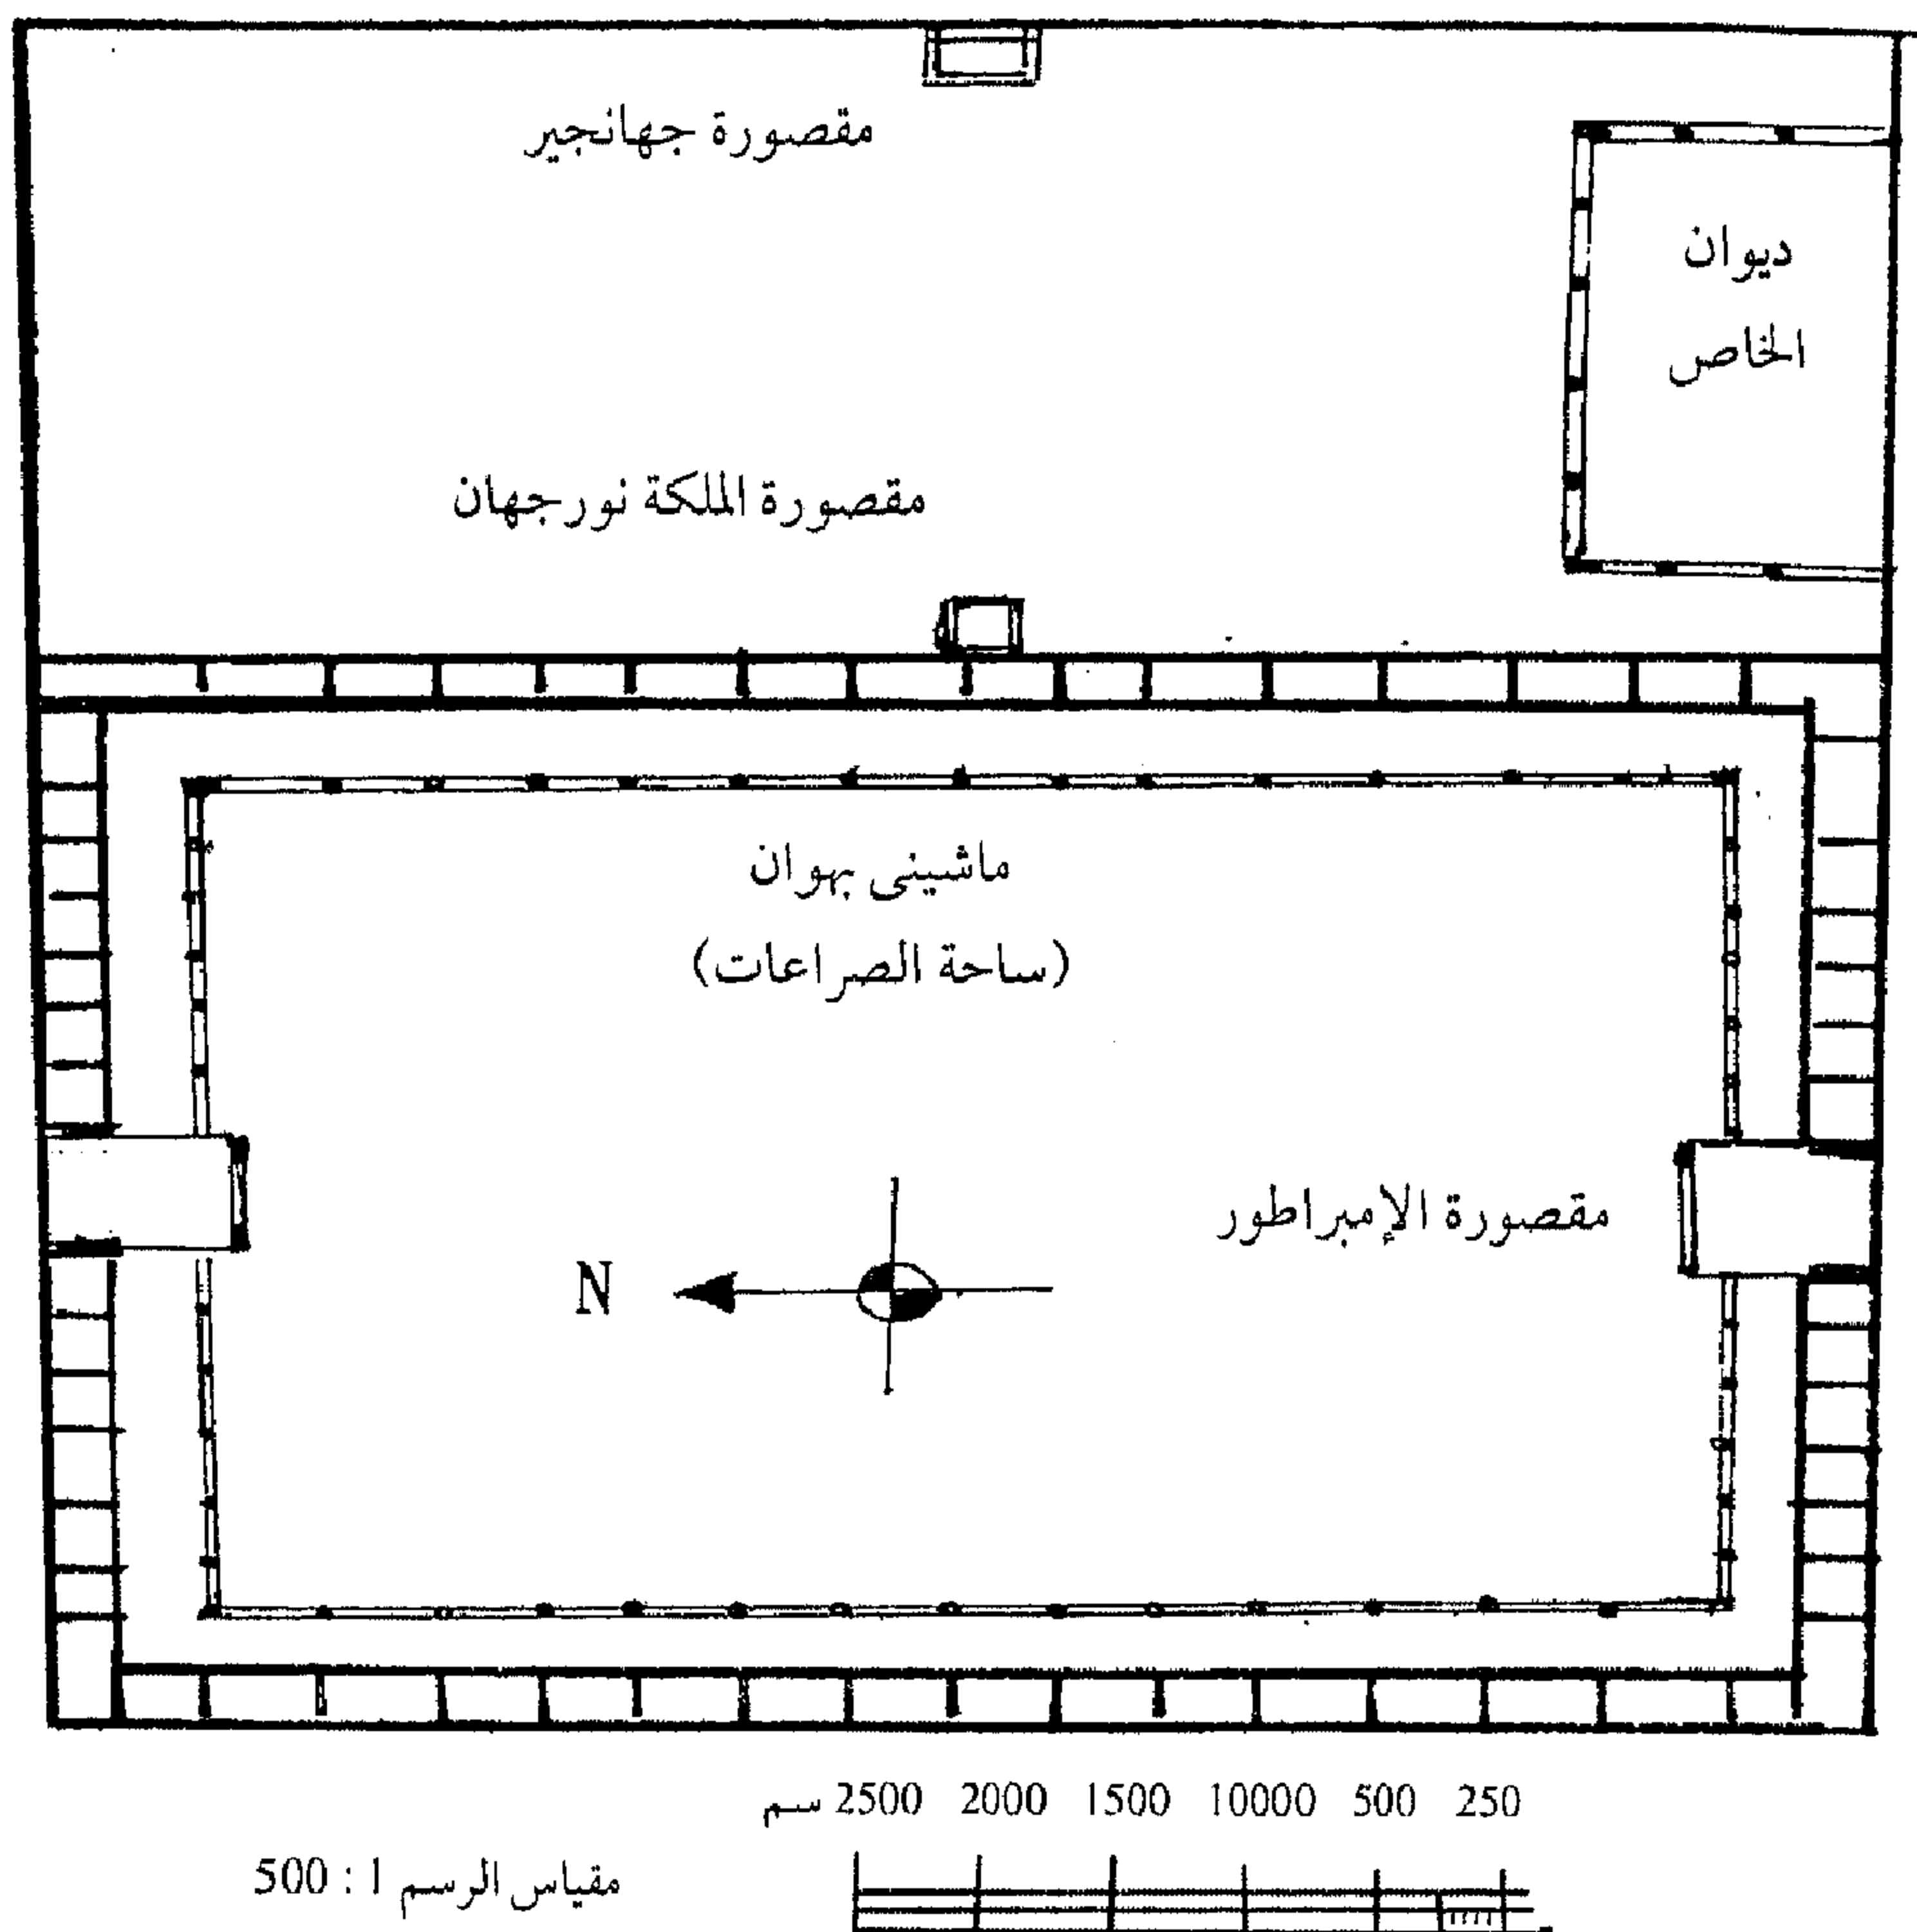 مقصورة جهانجير
ديوان
الخاص
مقصورة الملكة نورجهان
ماشينى بهوان
(ساحة الصراعات)
مقصورة الإمبراطور
N
250 500 10000 1500 2000 2500 سم
مقياس الرسم 1 : 500